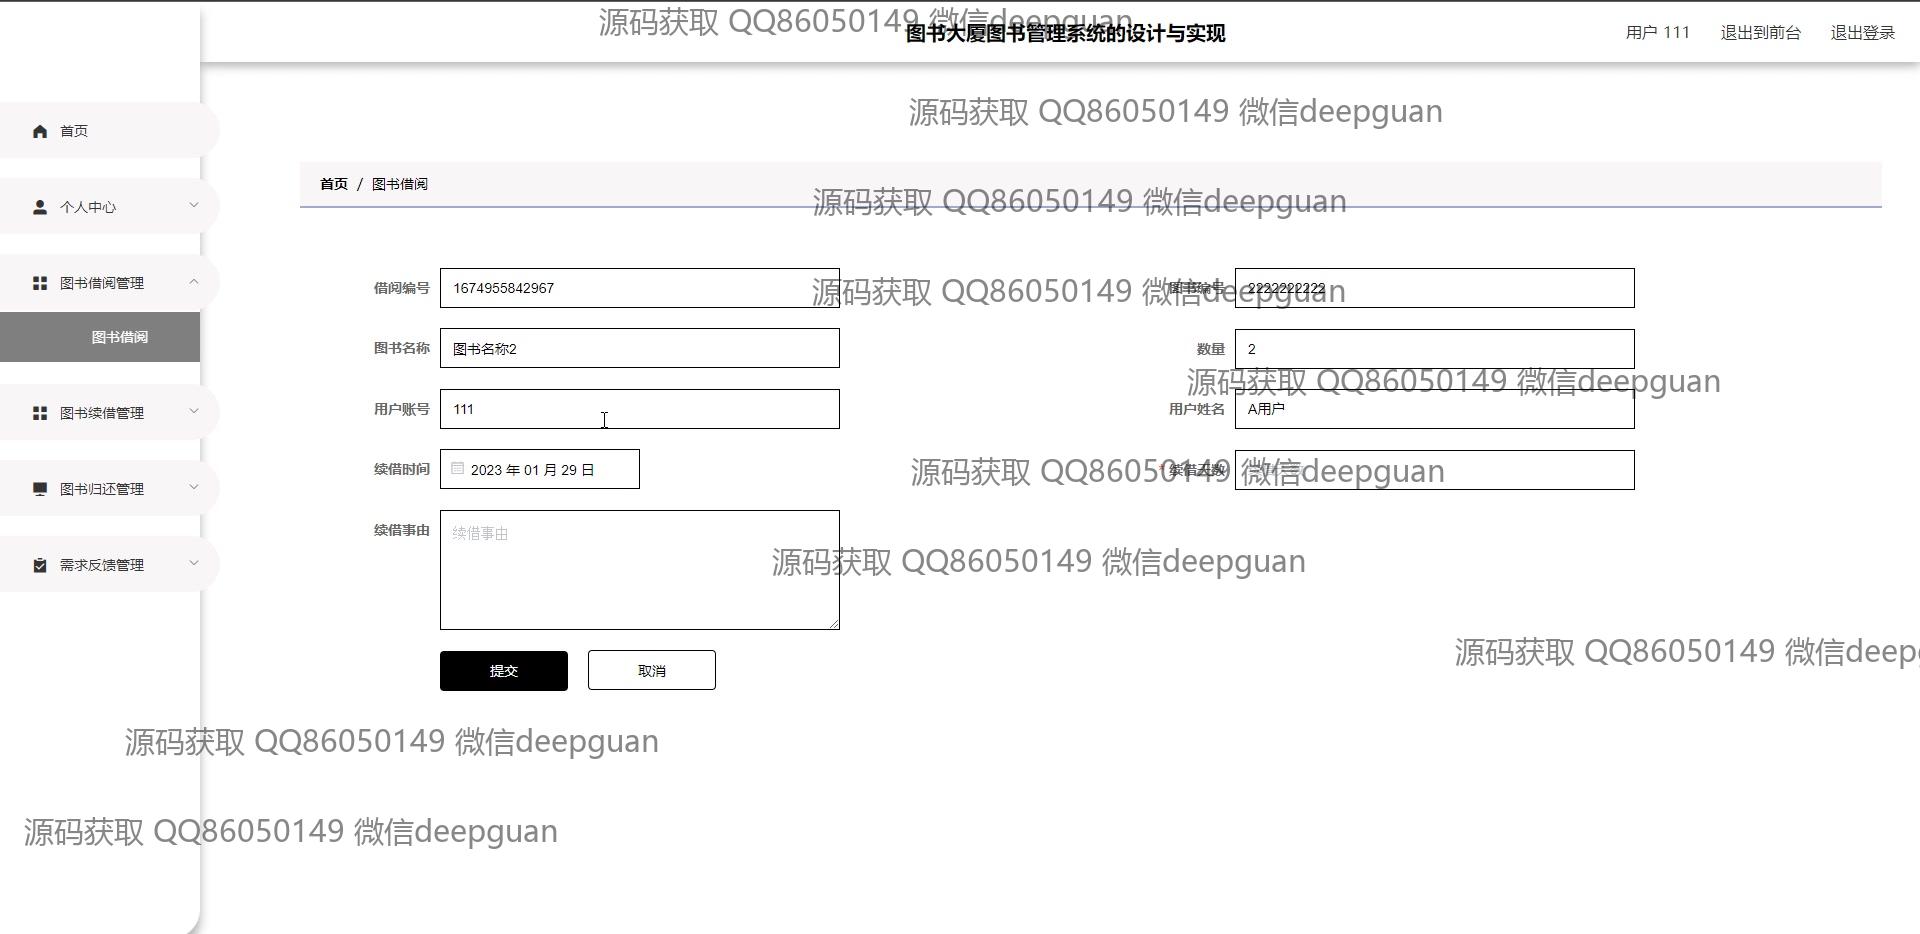 源码获取 QQ86050149 微信deepguan
图书大厦图书管理系统的设计与实现
用户 111
退出到前台
退出登录
源码获取 QQ86050149 微信deepguan
首页
个人中心
图书借阅管理
图书借阅
图书续借管理
图书归还管理
需求反馈管理
首页 / 图书借阅
源码获取 QQ86050149 微信deepguan
借阅编号 1674955842967
图书编号 2222222222
源码获取 QQ86050149 微信deepguan
图书名称 图书名称2
数量 2
源码获取 QQ86050149 微信deepguan
用户账号 111
用户姓名 A用户
续借时间 2023 年 01 月 29 日
* 续借天数
源码获取 QQ86050149 微信deepguan
续借事由 续借事由
源码获取 QQ86050149 微信deepguan
提交
取消
源码获取 QQ86050149 微信deep
源码获取 QQ86050149 微信deepguan
源码获取 QQ86050149 微信deepguan